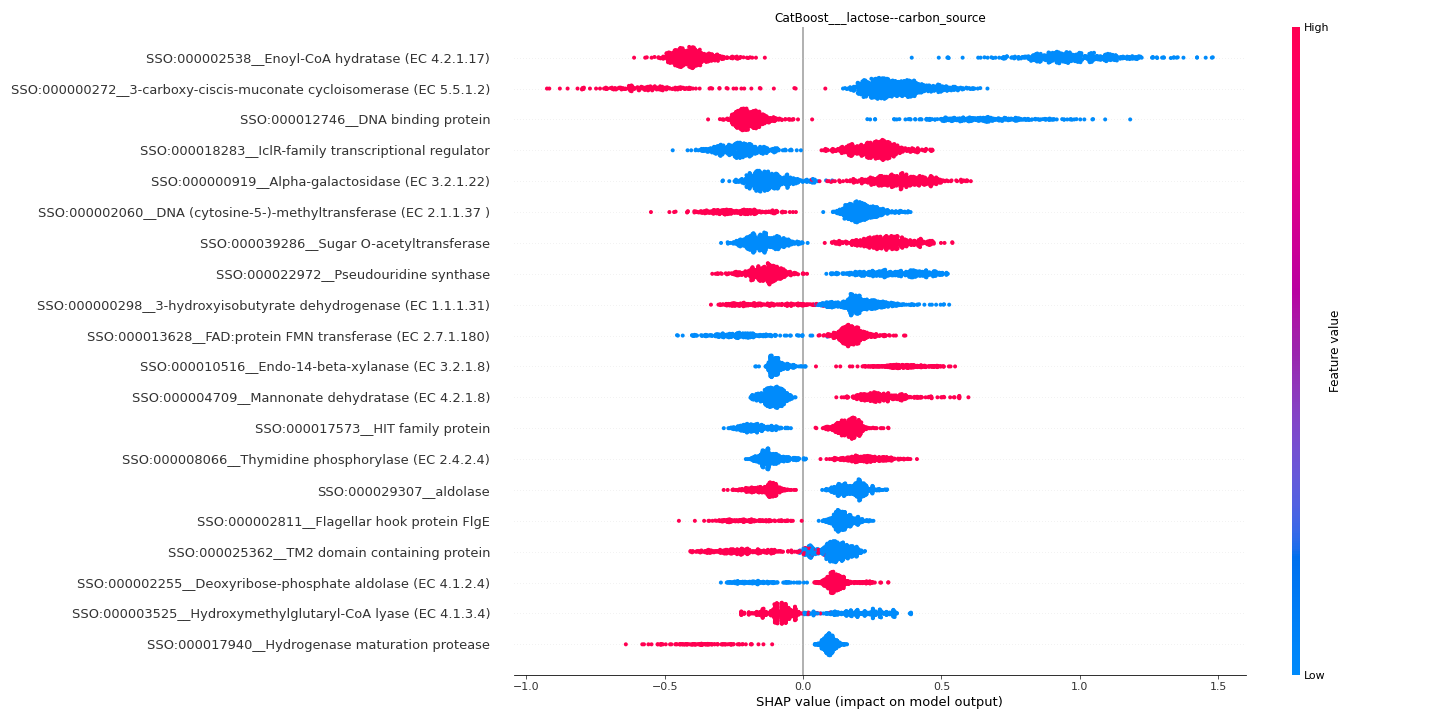 CatBoost___lactose--carbon_source
High
SSO:000002538__Enoyl-CoA hydratase (EC 4.2.1.17)
SSO:000000272__3-carboxy-ciscis-muconate cycloisomerase (EC 5.5.1.2)
SSO:000012746__DNA binding protein
SSO:000018283__IclR-family transcriptional regulator
SSO:000000919__Alpha-galactosidase (EC 3.2.1.22)
SSO:000002060__DNA (cytosine-5-)-methyltransferase (EC 2.1.1.37 )
SSO:000039286__Sugar O-acetyltransferase
SSO:000022972__Pseudouridine synthase
SSO:000000298__3-hydroxyisobutyrate dehydrogenase (EC 1.1.1.31)
SSO:000013628__FAD:protein FMN transferase (EC 2.7.1.180)
SSO:000010516__Endo-14-beta-xylanase (EC 3.2.1.8)
SSO:000004709__Mannonate dehydratase (EC 4.2.1.8)
SSO:000017573__HIT family protein
SSO:000008066__Thymidine phosphorylase (EC 2.4.2.4)
SSO:000029307__aldolase
SSO:000002811__Flagellar hook protein FlgE
SSO:000025362__TM2 domain containing protein
SSO:000002255__Deoxyribose-phosphate aldolase (EC 4.1.2.4)
SSO:000003525__Hydroxymethylglutaryl-CoA lyase (EC 4.1.3.4)
SSO:000017940__Hydrogenase maturation protease
Feature value
Low
−1.0 −0.5 0.0 0.5 1.0 1.5
SHAP value (impact on model output)